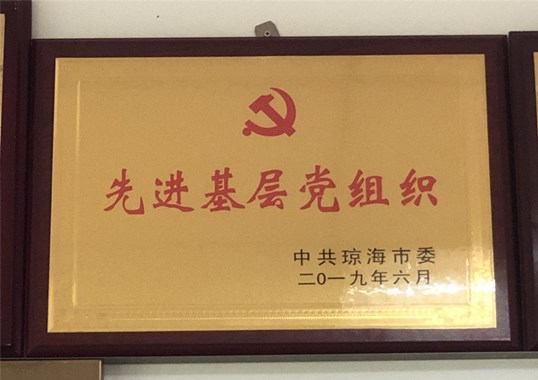 先进基层党组织
中共琼海市委
二〇一九年六月